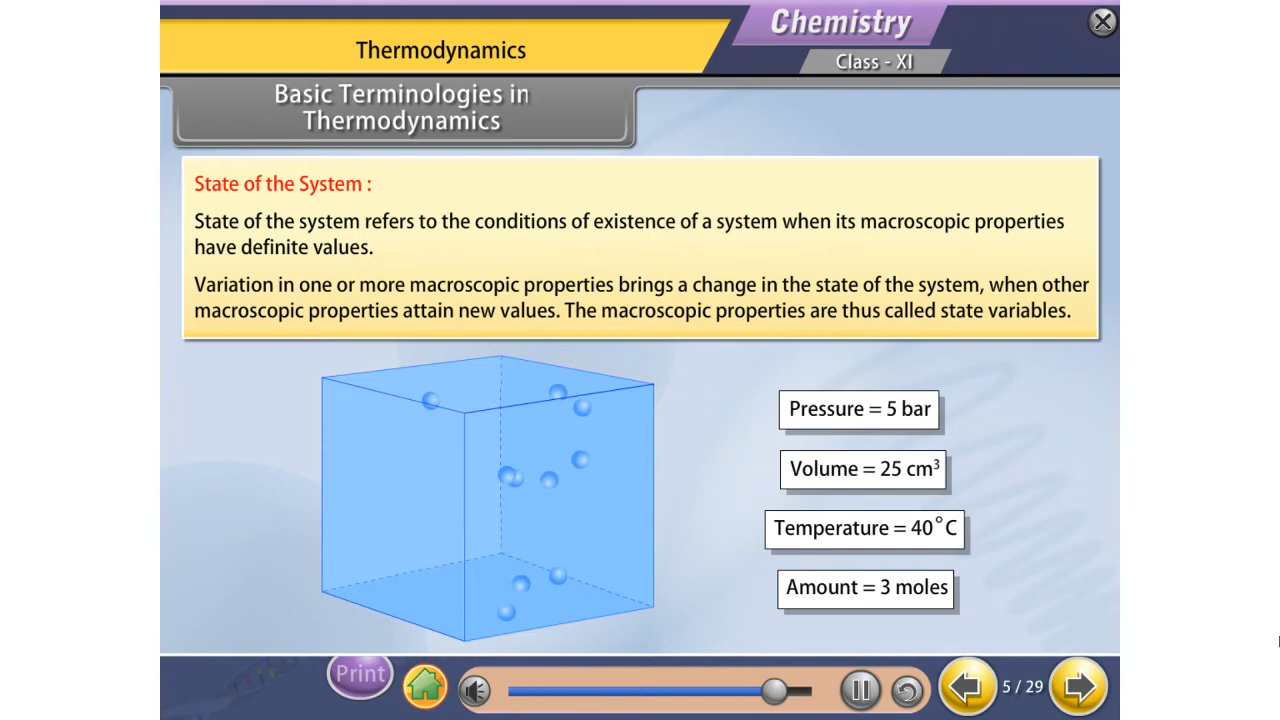 Chemistry
Thermodynamics
Class - XI
Basic Terminologies in
Thermodynamics
State of the System :
State of the system refers to the conditions of existence of a system when its macroscopic properties
have definite values.
Variation in one or more macroscopic properties brings a change in the state of the system, when other
macroscopic properties attain new values. The macroscopic properties are thus called state variables.
Pressure = 5 bar
Volume = 25 cm³
Temperature = 40°C
Amount = 3 moles
Print
5 / 29